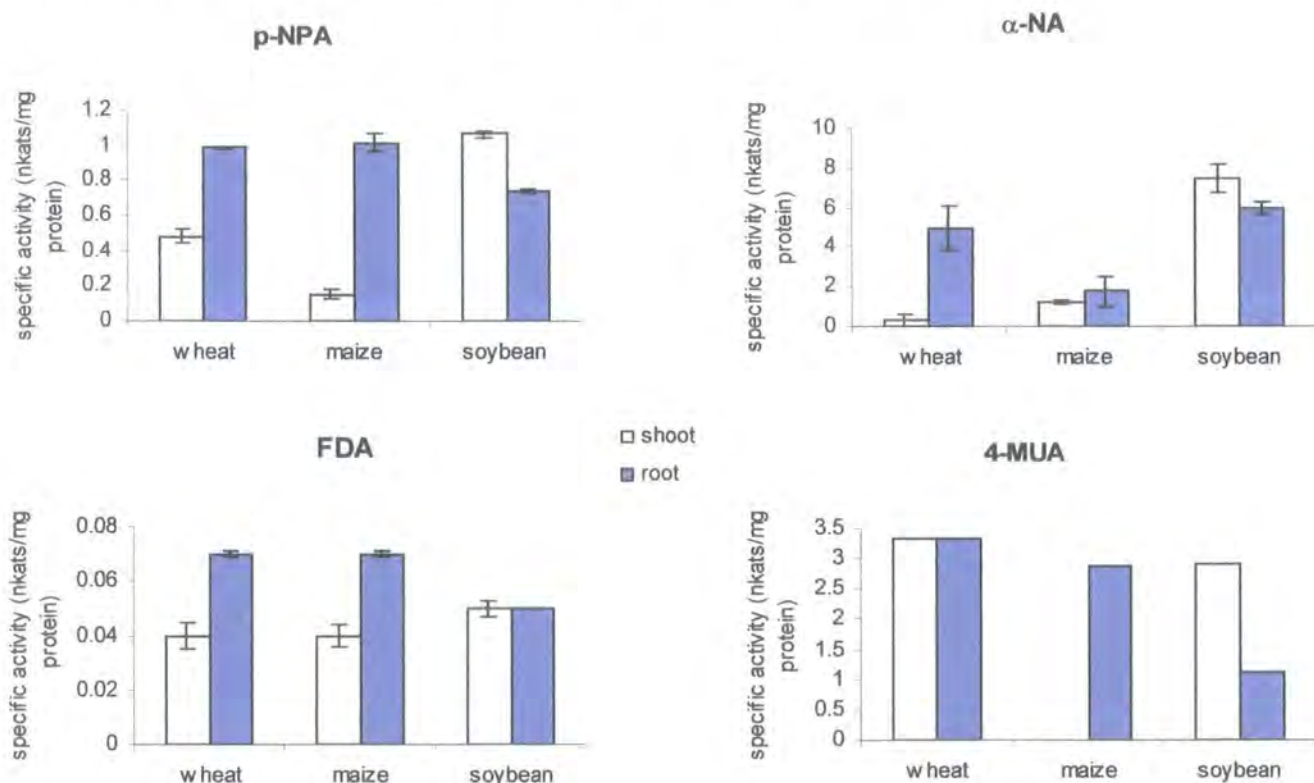 p-NPA
specific activity (nkats/mg
protein)
1.2
1
0.8
0.6
0.4
0.2
0
wheat maize soybean
α-NA
specific activity (nkats/mg
protein)
10
8
6
4
2
0
wheat maize soybean
FDA
specific activity (nkats/mg
protein)
0.08
0.06
0.04
0.02
0
wheat maize soybean
shoot
root
4-MUA
specific activity (nkats/mg
protein)
3.5
3
2.5
2
1.5
1
0.5
0
wheat maize soybean